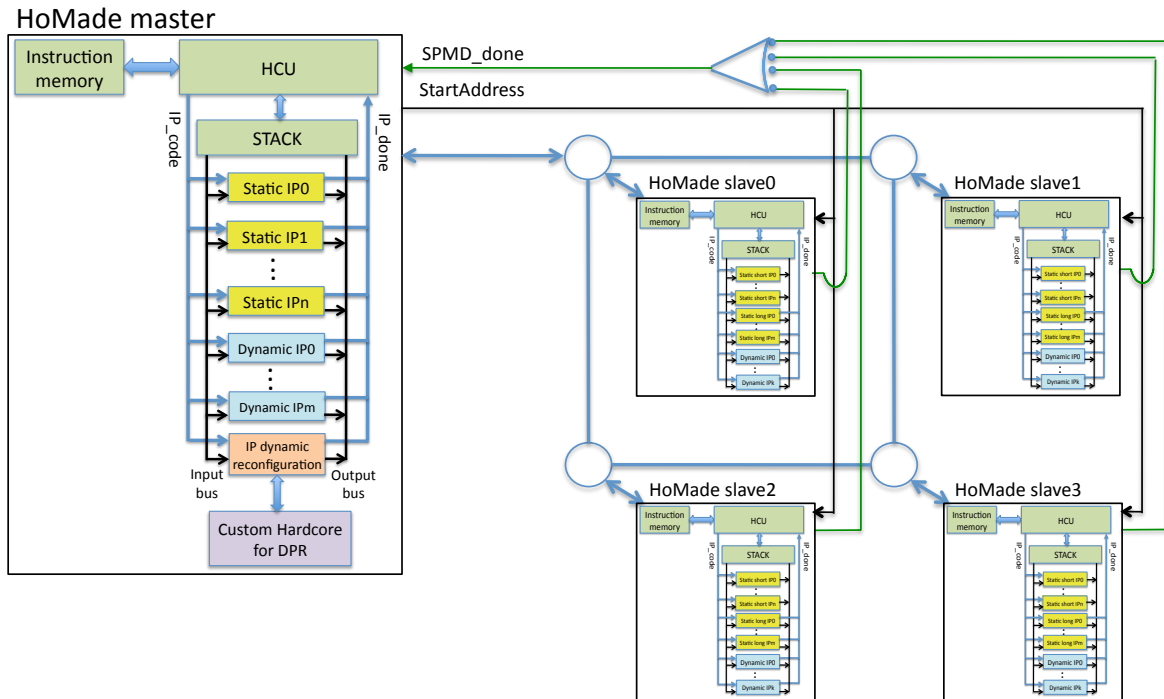 HoMade master
Instruction
memory
HCU
IP_code
IP_done
STACK
Static IP0
Static IP1
Static IPn
Dynamic IP0
Dynamic IPm
IP dynamic
reconfiguration
Input
bus
Output
bus
Custom Hardcore
for DPR
SPMD_done
StartAddress
HoMade slave0
Instruction
memory
HCU
IP_code
IP_done
STACK
Static short IP0
Static short IPn
Static long IP0
Static long IPm
Dynamic IP0
Dynamic IPk
HoMade slave1
Instruction
memory
HCU
IP_code
IP_done
STACK
Static short IP0
Static short IPn
Static long IP0
Static long IPm
Dynamic IP0
Dynamic IPk
HoMade slave2
Instruction
memory
HCU
IP_code
IP_done
STACK
Static short IP0
Static short IPn
Static long IP0
Static long IPm
Dynamic IP0
Dynamic IPk
HoMade slave3
Instruction
memory
HCU
IP_code
IP_done
STACK
Static short IP0
Static short IPn
Static long IP0
Static long IPm
Dynamic IP0
Dynamic IPk